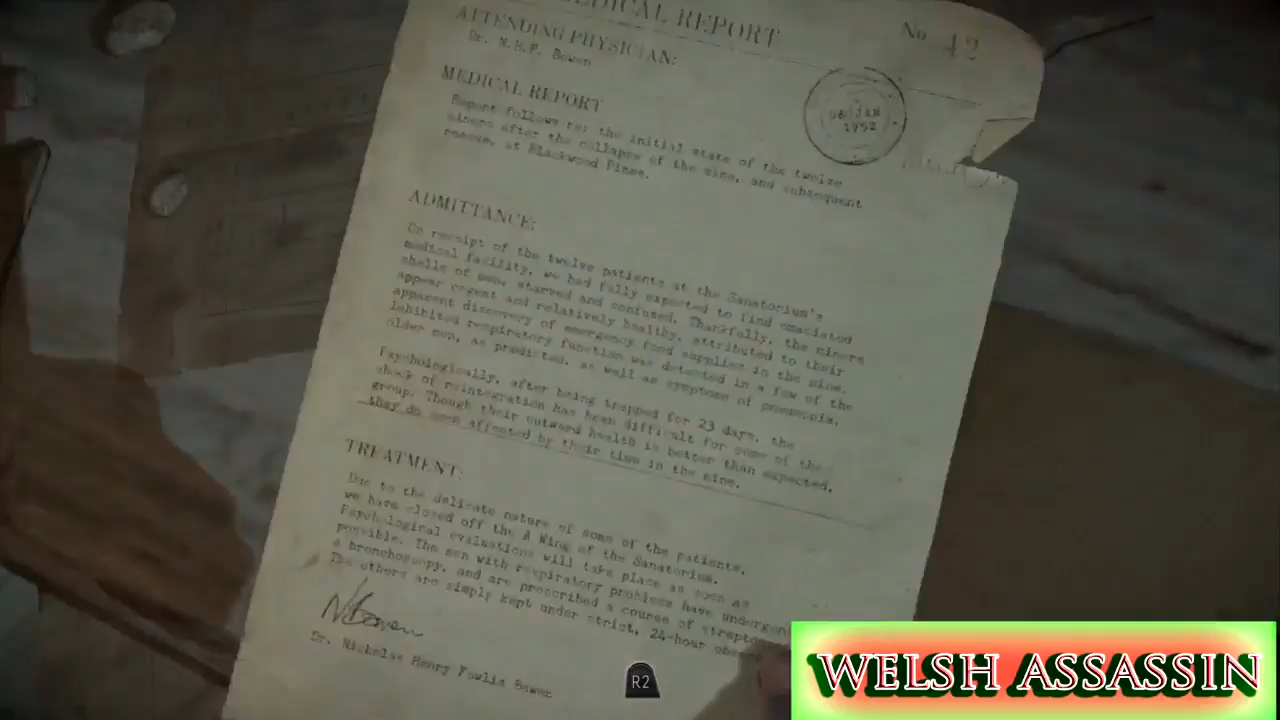 MEDICAL REPORT
No 42
ATTENDING PHYSICIAN:
Dr. N.H.F. Bowen
06 JAN
1952
MEDICAL REPORT
Report follows re: the initial state of the twelve
miners after the collapse of the mine, and subsequent
rescue, at Blackwood Pines.
ADMITTANCE:
On receipt of the twelve patients at the Sanatorium's
medical facility, we had fully expected to find emaciated
shells of men, starved and confused. Thankfully, the miners
appear cogent and relatively healthy, attributed to their
apparent discovery of emergency food supplies in the mine.
Inhibited respiratory function was detected in a few of the
older men, as predicted, as well as symptoms of pneumonia.
Psychologically, after being trapped for 23 days, the
shock of reintegration has been difficult for some of the
group. Though their outward health is better than expected,
they do seem affected by their time in the mine.
TREATMENT:
Due to the delicate nature of some of the patients,
we have closed off the A Wing of the Sanatorium.
Psychological evaluations will take place as soon as
possible. The men with respiratory problems have undergon
a bronchoscopy, and are prescribed a course of strepto
The others are simply kept under strict, 24-hour obse
NBowen
Dr. Nickolas Henry Fowlis Bowen
R2
WELSH ASSASSIN